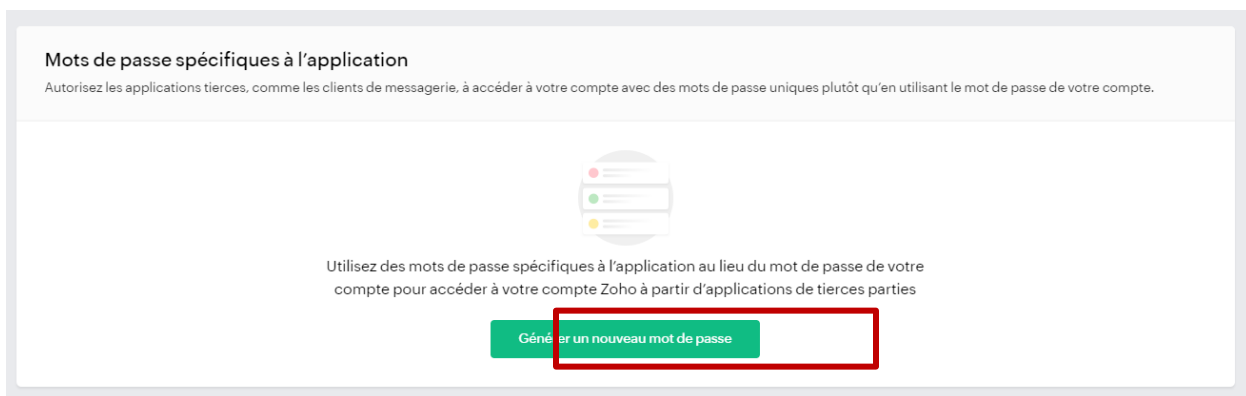 Mots de passe spécifiques à l'application
Autorisez les applications tierces, comme les clients de messagerie, à accéder à votre compte avec des mots de passe uniques plutôt qu'en utilisant le mot de passe de votre compte.
Utilisez des mots de passe spécifiques à l'application au lieu du mot de passe de votre
compte pour accéder à votre compte Zoho à partir d'applications de tierces parties
Générer un nouveau mot de passe